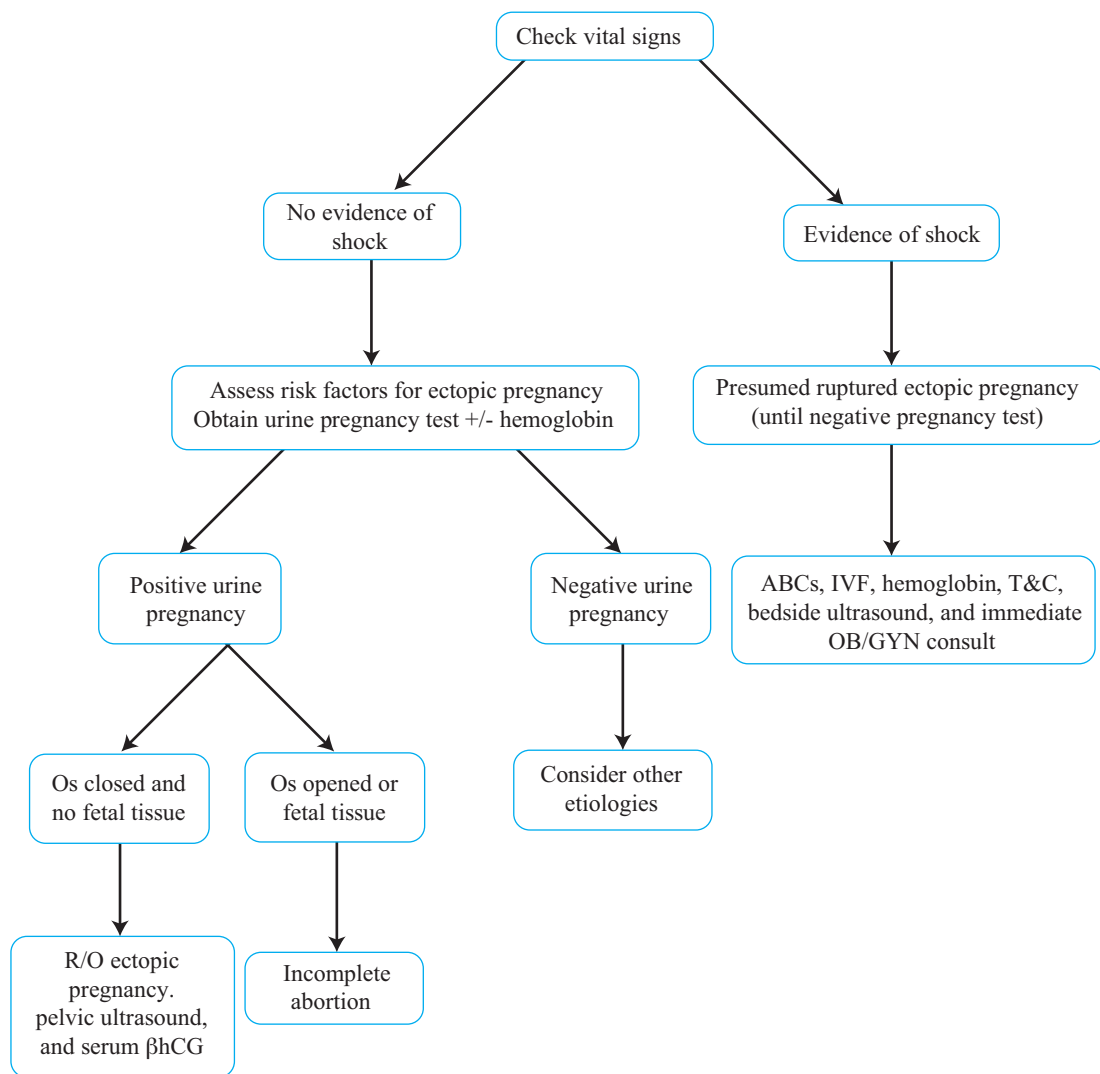 Check vital signs
No evidence of
shock
Evidence of shock
Assess risk factors for ectopic pregnancy
Obtain urine pregnancy test +/- hemoglobin
Presumed ruptured ectopic pregnancy
(until negative pregnancy test)
Positive urine
pregnancy
Negative urine
pregnancy
ABCs, IVF, hemoglobin, T&C,
bedside ultrasound, and immediate
OB/GYN consult
Os closed and
no fetal tissue
Os opened or
fetal tissue
Consider other
etiologies
R/O ectopic
pregnancy.
pelvic ultrasound,
and serum βhCG
Incomplete
abortion